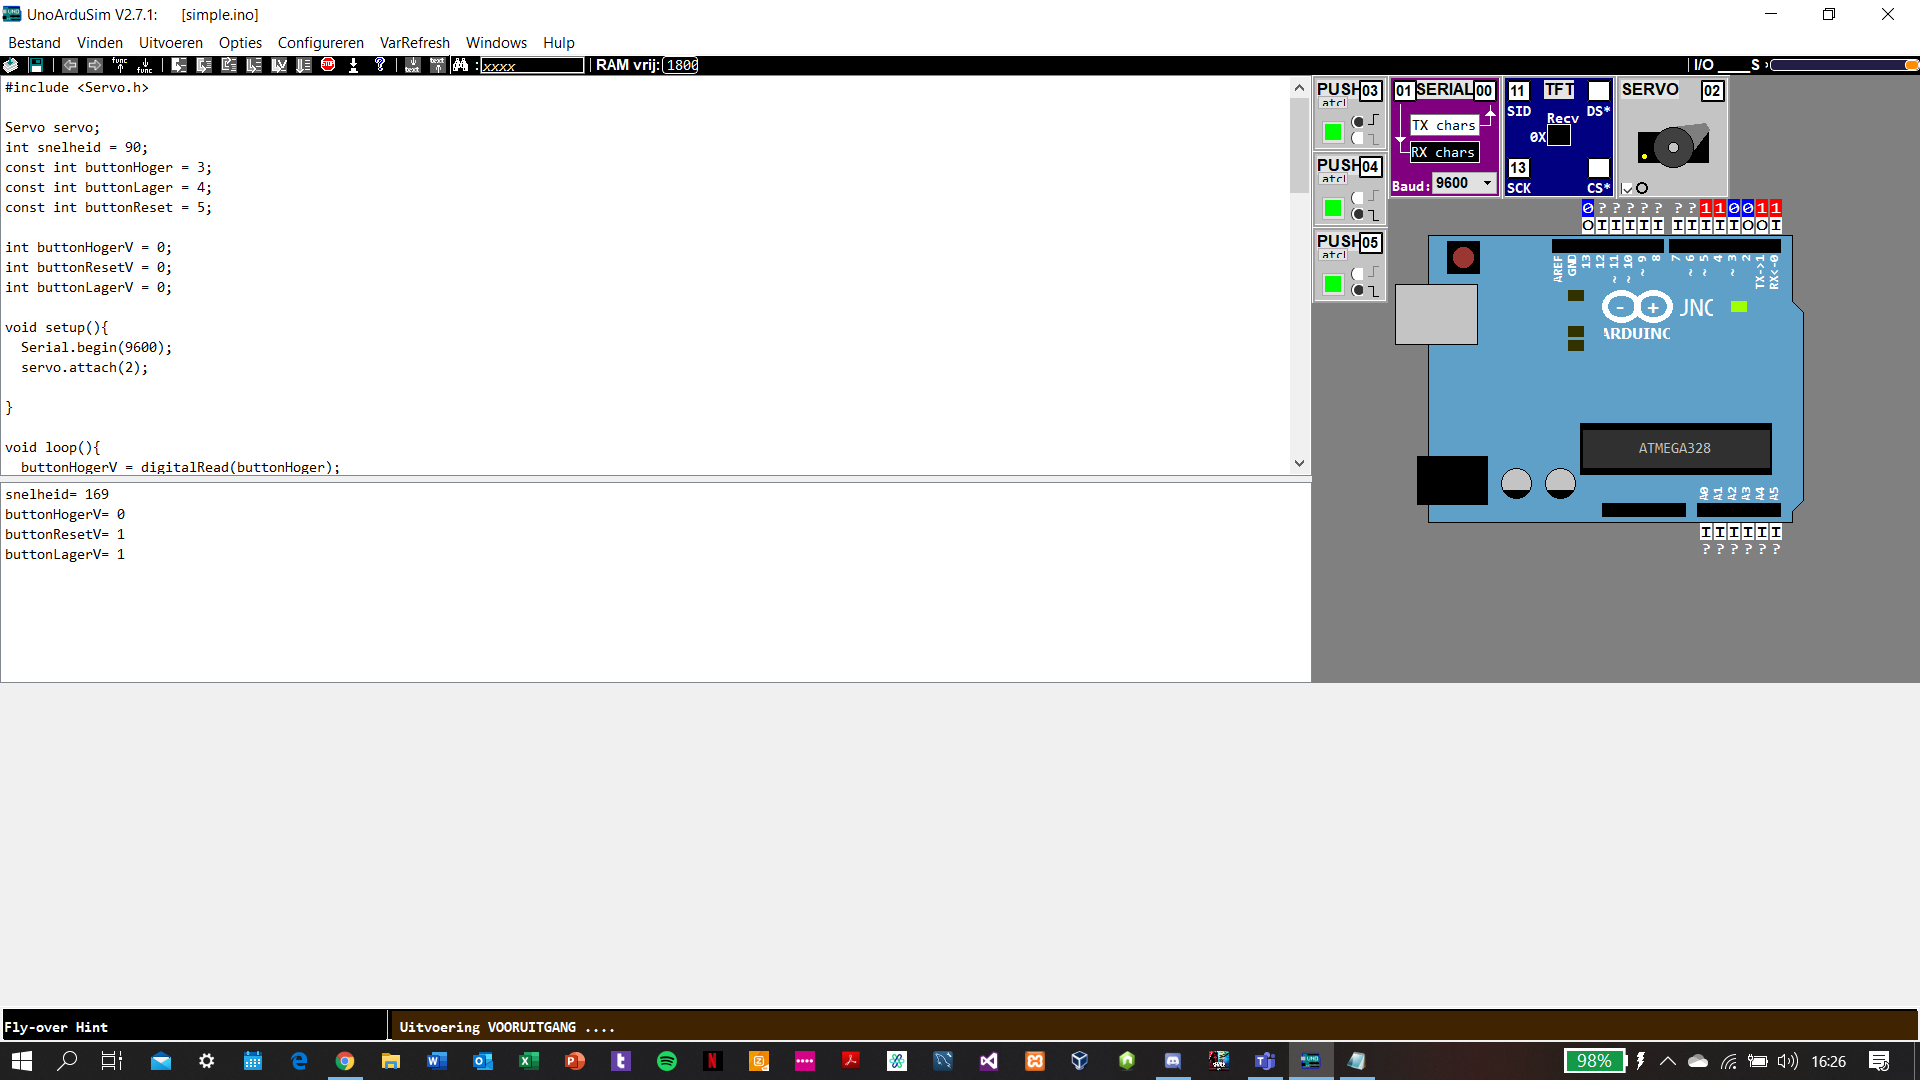 UnoArduSim V2.7.1: [simple.ino]
Bestand Vinden Uitvoeren Opties Configureren VarRefresh Windows Hulp
func func text text : xxxx RAM vrij: 1800 I/O ____S
#include <Servo.h>
Servo servo;
int snelheid = 90;
const int buttonHoger = 3;
const int buttonLager = 4;
const int buttonReset = 5;
int buttonHogerV = 0;
int buttonResetV = 0;
int buttonLagerV = 0;
void setup(){
Serial.begin(9600);
servo.attach(2);
}
void loop(){
buttonHogerV = digitalRead(buttonHoger);
snelheid= 169
buttonHogerV= 0
buttonResetV= 1
buttonLagerV= 1
PUSH 03
atcl
PUSH 04
atcl
PUSH 05
atcl
01 SERIAL 00
TX chars
RX chars
Baud: 9600
11 TFT
SID DS*
Recv
0X
13
SCK CS*
SERVO 02
0 ? ? ? ? ? ? ? 1 1 0 0 1 1
O I I I I I I I I I I O O I
AREF GND 13 12 ~11 ~10 ~9 8 7 ~6 ~5 4 ~3 2 TX->1 RX<-0
UNO
ARDUINO
ATMEGA328
A0 A1 A2 A3 A4 A5
I I I I I I
? ? ? ? ? ?
Fly-over Hint
Uitvoering VOORUITGANG ....
98% 16:26